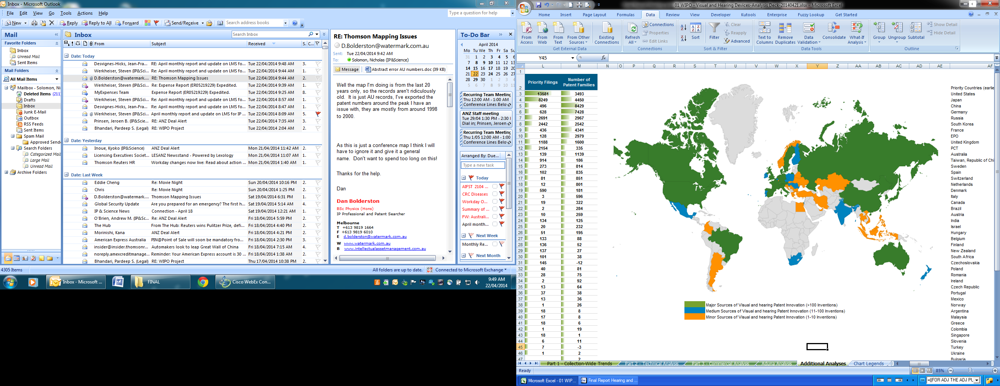 Inbox - Microsoft Outlook
File Edit View Go Tools Actions Help
Type a question for help
New Reply Reply to All Forward Send/Receive Search address books
Mail
Favorite Folders
Inbox
Unread Mail
Sent Items
Mail Folders
All Mail Items
Mailbox - Solomon, Ni
Deleted Items (211)
Drafts
Inbox
Junk E-Mail
Outbox
RSS Feeds
Sent Items
Spam Mail
Approved Send
Search Folders
Categorized Mail
Large Mail
Unread Mail
Archive Folders
Inbox
Search Inbox
From Subject Received S. C...
Date: Today
Desvignes-Hicks, Jean-Fra... RE: April monthly report and update on LMS fo... Tue 22/04/2014 9:48 AM 3.
Werkheiser, Steven (IP&Sci... Re: April monthly report and update on LMS fo... Tue 22/04/2014 9:44 AM 1.
D.Bolderston@watermark.... RE: Thomson Mapping Issues Tue 22/04/2014 9:44 AM 2.
Werkheiser, Steven (IP&Sci... Re: Expense Report (ER05219229) Expedited. Tue 22/04/2014 9:39 AM 1.
MyExpenses Team Expense Report (ER05219229) Expedited. Tue 22/04/2014 9:25 AM 8.
Werkheiser, Steven (IP&Sci... Re: April monthly report and update on LMS fo... Tue 22/04/2014 8:57 AM 1.
Desvignes-Hicks, Jean-Fra... Re: April monthly report and update on LMS fo... Tue 22/04/2014 8:47 AM 1.
Werkheiser, Steven (IP&Sci... April monthly report and update on LMS for IP ... Tue 22/04/2014 8:09 AM 5.
Prinsen, Jeroen B. (IP&Scie... RE: ANZ Deal Alert Tue 22/04/2014 7:35 AM 3.
Bhandari, Pardeep S. (Legal) RE: WIPO Project Tue 22/04/2014 2:04 AM 2.
Date: Yesterday
Inoue, Kyoko (IP&Science) ANZ Deal Alert Mon 21/04/2014 11:42 AM 2.
Licensing Executives Societ... LESANZ Newsstand - Powered by Lexology Mon 21/04/2014 11:07 AM 1.
Thomson Reuters HR Workday changes now live: Read about action ... Mon 21/04/2014 1:40 AM 1.
Date: Last Week
Eddie Cheng Re: Movie Night Sun 20/04/2014 10:16 PM 2.
Chris Re: Movie Night Sun 20/04/2014 1:25 PM 2.
D.Bolderston@watermark.... Thomson Mapping Issues Sat 19/04/2014 6:31 PM 1.
Global Security Update Are you prepared for an emergency? The first h... Sat 19/04/2014 5:14 AM 4.
IP & Science News Connection - April 18 Sat 19/04/2014 12:21 AM 1.
O'Brien, Andrew M. (IP&Sc... Re: ANZ Deal Alert Fri 18/04/2014 5:59 PM 2.
The Hub From The Hub: Reuters wins Pulitzer Prize, defi... Fri 18/04/2014 4:40 PM 2.
Morinishi, Kana ANZ Deal Alert Fri 18/04/2014 4:21 PM 2.
American Express Australia PIN@Point of Sale will soon be mandatory fro... Fri 18/04/2014 2:30 PM 3.
insider@insider.thomsonr... Automakers look to leap Great Wall of China Fri 18/04/2014 7:15 AM 4.
noreply.amexcreditmanage... Reminder: Your American Express account is 30 ... Fri 18/04/2014 1:38 AM 2.
Bhandari, Pardeep S. (Legal) RE: WIPO Project Thu 17/04/2014 10:38 PM 2.
4305 Items
All folders are up to date. Connected to Microsoft Exchange
RE: Thomson Mapping Issues
D.Bolderston@watermark.com.au
Sent: Tue 22/04/2014 9:42 AM
To: Solomon, Nicholas (IP&Science)
Message Abstract error AU numbers.doc (39 KB)
Well the map I'm doing is from the last 20
years only, so the records aren't ridiculously
old. It is just AU records, I've exported the
patent numbers around the peak I have an
issue with, they are mostly from around 1998
to 2000.
As this is just a conference map I think I will
have to ignore it and give it a general
name. Don't want to spend too long on this!
Thanks for the help.
Dan
Dan Bolderston
BSc Physics (Hons)
IP Professional and Patent Searcher
Melbourne
T +613 9819 1664
F +613 9819 6010
E d.bolderston@watermark.com.au
W www.watermark.com.au
B www.intellectualassetmanagement.com.au
To-Do Bar
April 2014
Mo Tu We Th Fr Sa Su
31 1 2 3 4 5 6
7 8 9 10 11 12 13
14 15 16 17 18 19 20
21 22 23 24 25 26 27
28 29 30 1 2 3 4
5 6 7 8 9 10 11
Recurring Team Meeting
Thu 12:00 AM - 1:00 AM
Conference Lines Belo
ANZ Staff meeting
Tue 29/04 1:30 PM - 2:30
Dial in; Prinsen, Jeroen
Recurring Team Meeting
Thu 1/05 12:00 AM - 1:00
Conference Lines Belo
Arranged By: Due...
Type a new task
Today
AIFST 2104 ...
CRC Diseases
Workday O...
Summary of ...
FW: Australi...
April month...
Next Week
Monthly Re...
Next Month
Inbox - Microsoft ... FINAL Cisco WebEx Con...
9:49 AM
22/04/2014
01 WIPO - Visual and Hearing Devices-Analysis Deck-20140421.xlsx - Microsoft Excel
Home Insert Page Layout Formulas Data Review View Developer Kutools Enterprise Fuzzy Lookup Get Started
From Access From Web From Text From Other Sources Existing Connections
Get External Data
Refresh All Connections Properties Edit Links
Connections
Sort Filter Clear Reapply Advanced
Sort & Filter
Text to Columns Remove Duplicates Data Validation Consolidate What-If Analysis
Data Tools
Group Ungroup Subtotal Show Detail Hide Detail
Outline
Y45 fx
L M N O P Q R S T U V W X Y Z AA AB AC AD AE AF
1
2 Priority Filings Number of Patent Families
3 13581 3493
4 8249 4450
5 496 8429
6 628 7428
7 2691 2967
8 2442 2542
9 436 4341
10 128 2979
11 1188 1600
12 2154 335
13 139 1139
14 914 186
15 273 814
16 102 835
17 81 851
18 12 801
19 590 181
20 3 596
21 19 322
22 2 284
23 10 259
24 134 125
25 20 232
26 51 195
27 133 88
28 136 52
29 137 27
30 101 38
31 145 -12
32 40 81
33 28 75
34 2 92
35 13 64
36 37 38
37 13 36
38 1 26
39 18 8
40 17 8
41 18 6
42 1 19
43 18 1
44 6 11
45 7 -3
46 1 2
47 2
Major Sources of Visual and hearing Patent Innovation (>100 Inventions)
Medium Sources of Visual and hearing Patent Innovation (11-100 Inventions)
Minor Sources of Visual and hearing Patent Innovation (1-10 Inventions)
Priority Countries (earlie
United States
Japan
China
Germany
Russia
South Korea
France
EPO
United Kingdom
PCT
Australia
Taiwan, Republic of Chi
Sweden
Spain
Switzerland
Netherlands
Denmark
Italy
Canada
Brazil
Austria
India
Israel
Hungary
Belgium
Finland
New Zealand
South Africa
Czechoslovakia
Poland
Romania
Ireland
Czech Republic
Portugal
Mexico
Norway
Argentina
Malaysia
Greece
Colombia
Singapore
Slovenia
Turkey
Ukraine
Bulgaria
Part 1 - Collection-Wide Trends Part 2 - Technical Analysis Part 3 - Commercial Analysis Aduna Analysis Additional Analyses Chart Legends
Ready
85%
Microsoft Excel - 01 WIP... Final Report Hearing and ...
=((FOR ADJ THE ADJ PL